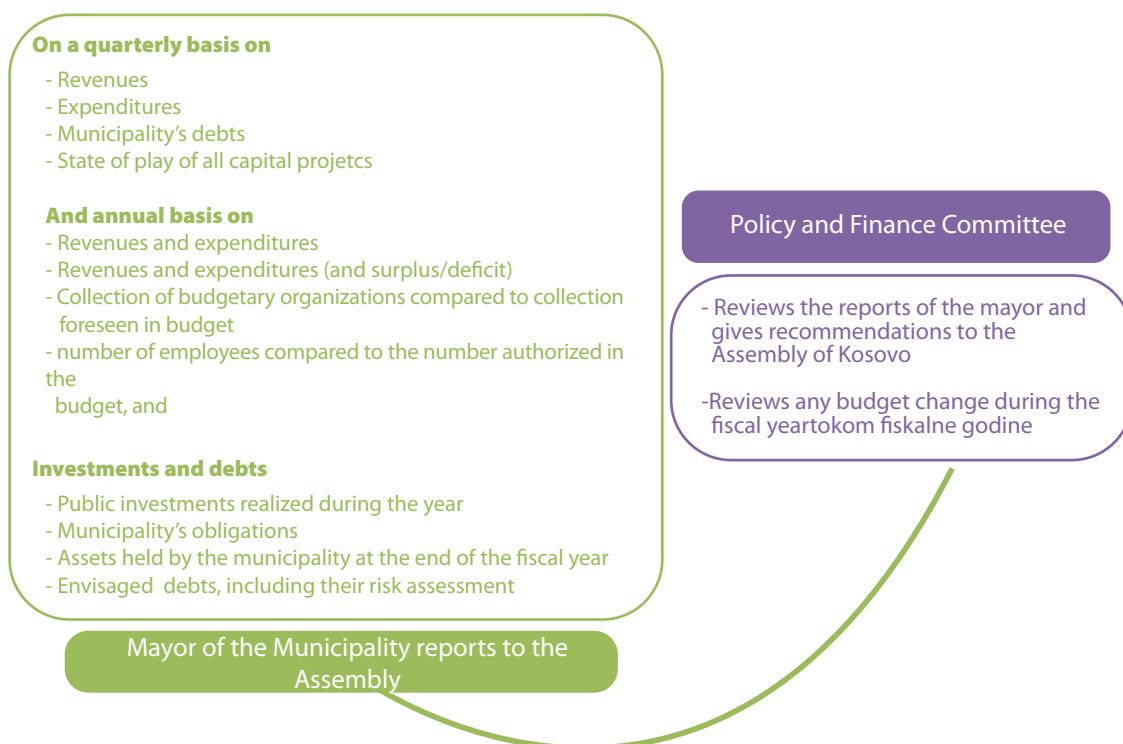 On a quarterly basis on
- Revenues
- Expenditures
- Municipality's debts
- State of play of all capital projetcs
And annual basis on
- Revenues and expenditures
- Revenues and expenditures (and surplus/deficit)
- Collection of budgetary organizations compared to collection
foreseen in budget
- number of employees compared to the number authorized in
the
budget, and
Investments and debts
- Public investments realized during the year
- Municipality's obligations
- Assets held by the municipality at the end of the fiscal year
- Envisaged debts, including their risk assessment
Mayor of the Municipality reports to the
Assembly
Policy and Finance Committee
- Reviews the reports of the mayor and
gives recommendations to the
Assembly of Kosovo
-Reviews any budget change during the
fiscal yeartokom fiskalne godine